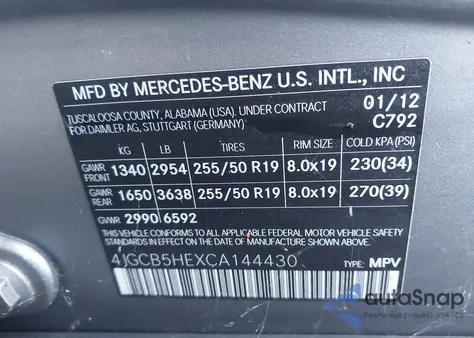 MFD BY MERCEDES-BENZ U.S. INTL., INC
TUSCALOOSA COUNTY, ALABAMA (USA). UNDER CONTRACT 01/12
FOR DAIMLER AG, STUTTGART (GERMANY) C792
KG LB TIRES RIM SIZE COLD KPA(PSI)
GAWR FRONT 1340 2954 255/50 R19 8.0x19 230(34)
GAWR REAR 1650 3638 255/50 R19 8.0x19 270(39)
GVWR 2990 6592
THIS VEHICLE CONFORMS TO ALL APPLICABLE FEDERAL MOTOR VEHICLE
SAFETY STANDARDS IN EFFECT ON THE DATE OF MANUFACTURE SHOWN ABOVE.
4JGCB5HEXCA144430 TYPE: MPV
autoSnap